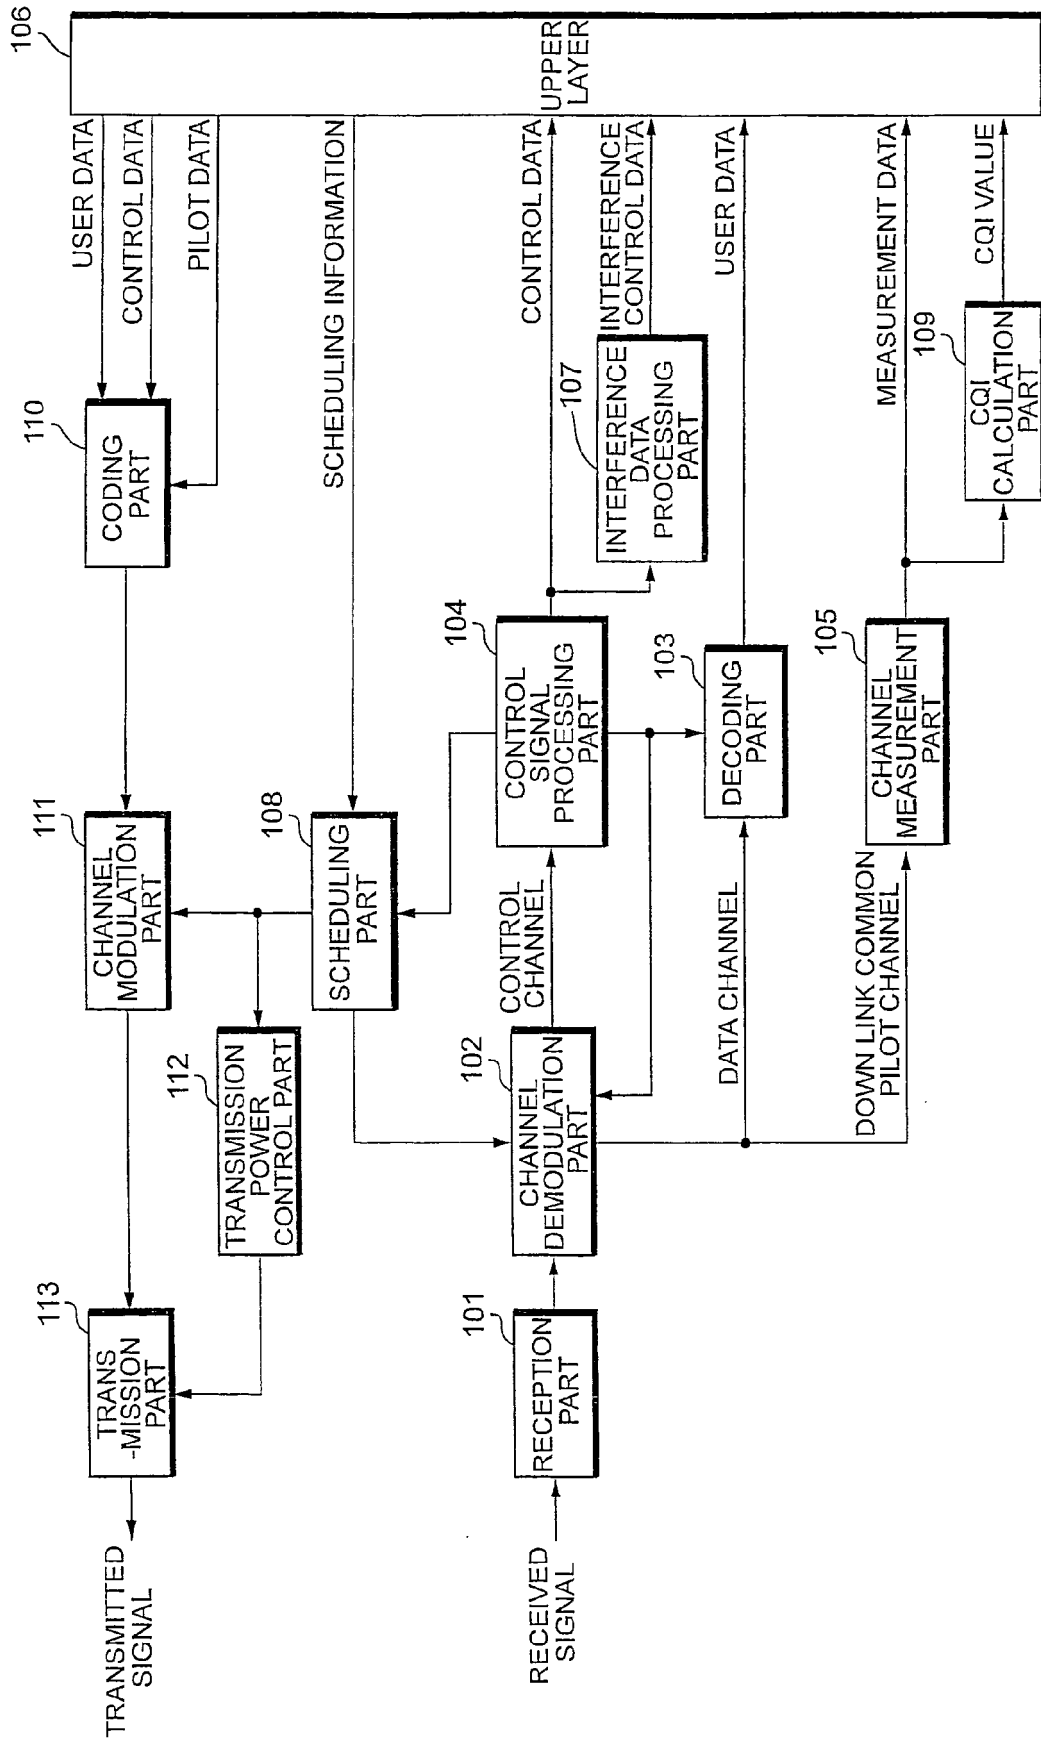 TRANSMITTED
SIGNAL
113
TRANS
-MISSION
PART
111
CHANNEL
MODULATION
PART
110
CODING
PART
USER DATA
CONTROL DATA
PILOT DATA
106
UPPER
LAYER
112
TRANSMISSION
POWER
CONTROL PART
108
SCHEDULING
PART
SCHEDULING INFORMATION
RECEIVED
SIGNAL
101
RECEPTION
PART
102
CHANNEL
DEMODULATION
PART
CONTROL
CHANNEL
104
CONTROL
SIGNAL
PROCESSING
PART
CONTROL DATA
107
INTERFERENCE
DATA
PROCESSING
PART
INTERFERENCE
CONTROL DATA
DATA CHANNEL
103
DECODING
PART
USER DATA
DOWN LINK COMMON
PILOT CHANNEL
105
CHANNEL
MEASUREMENT
PART
MEASUREMENT DATA
109
CQI
CALCULATION
PART
CQI VALUE